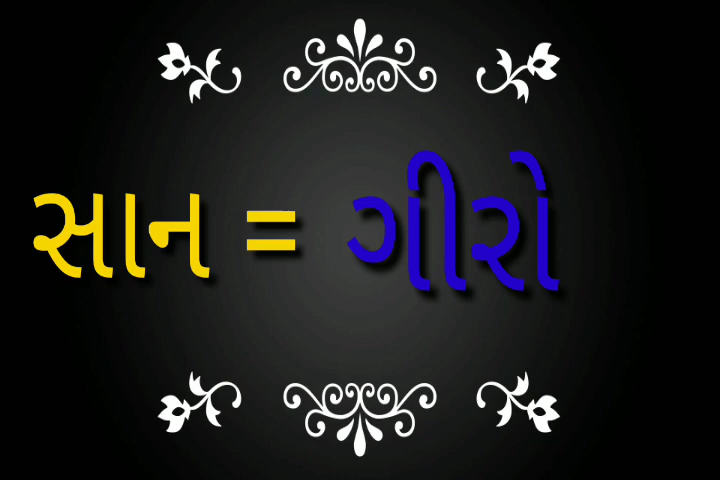 સાન = ગીરો